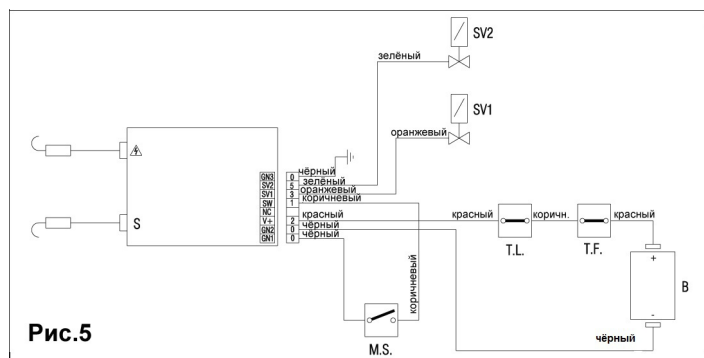 SV2
зелёный
SV1
оранжевый
GN3 0 чёрный
SV2 5 зелёный
SV1 3 оранжевый
SW 1 коричневый
NC
V+ 2 красный
GN2 0 чёрный
GN1 0 чёрный
S
красный
коричн.
красный
T.L.
T.F.
+
B
-
коричневый
чёрный
M.S.
Рис.5